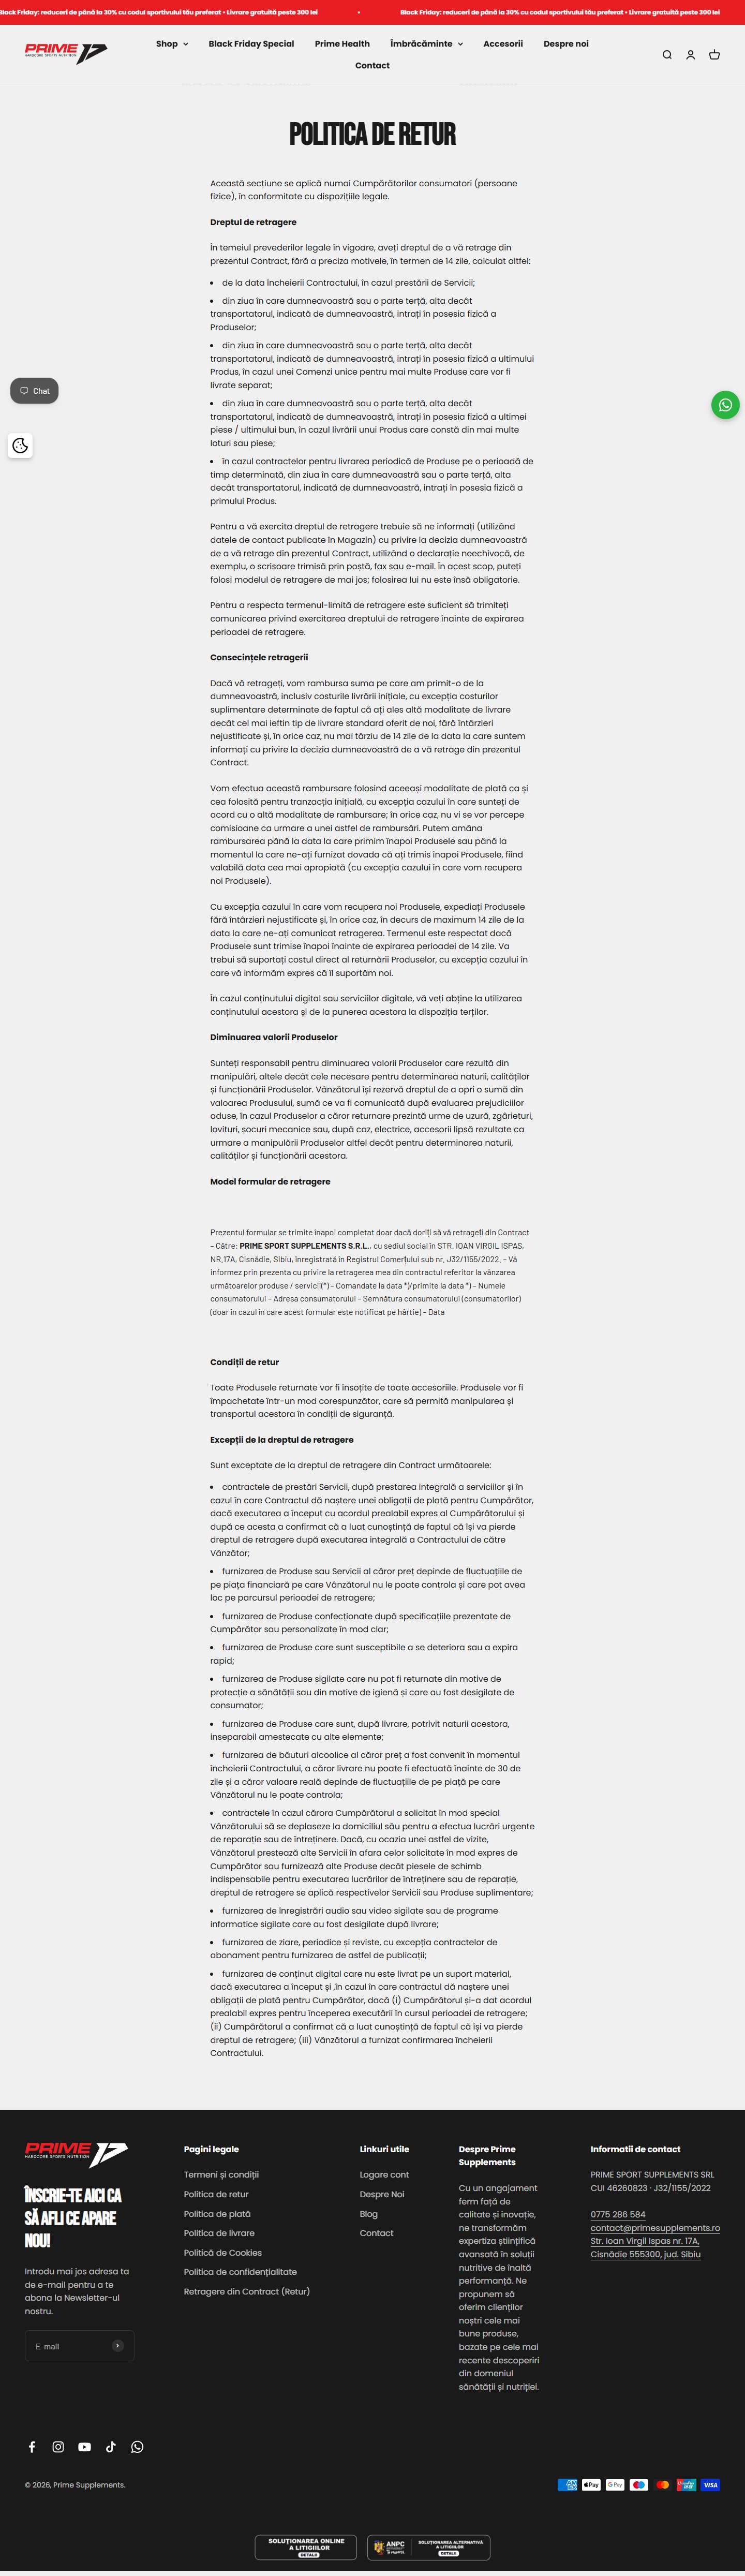 Black Friday: reduceri de până la 30% cu codul sportivului tău preferat • Livrare gratuită peste 300 lei • Black Friday: reduceri de până la 30% cu codul sportivului tău preferat • Livrare gratuită peste 300 lei
PRIME
HARDCORE SPORTS NUTRITION
Shop
Black Friday Special
Prime Health
Îmbrăcăminte
Accesorii
Despre noi
Contact
POLITICA DE RETUR
Această secțiune se aplică numai Cumpărătorilor consumatori (persoane
fizice), în conformitate cu dispozițiile legale.
Dreptul de retragere
În temeiul prevederilor legale în vigoare, aveți dreptul de a vă retrage din
prezentul Contract, fără a preciza motivele, în termen de 14 zile, calculat altfel:
• de la data încheierii Contractului, în cazul prestării de Servicii;
• din ziua în care dumneavoastră sau o parte terță, alta decât
transportatorul, indicată de dumneavoastră, intrați în posesia fizică a
Produselor;
• din ziua în care dumneavoastră sau o parte terță, alta decât
transportatorul, indicată de dumneavoastră, intrați în posesia fizică a ultimului
Produs, în cazul unei Comenzi unice pentru mai multe Produse care vor fi
livrate separat;
• din ziua în care dumneavoastră sau o parte terță, alta decât
transportatorul, indicată de dumneavoastră, intrați în posesia fizică a ultimei
piese / ultimului bun, în cazul livrării unui Produs care constă din mai multe
loturi sau piese;
• în cazul contractelor pentru livrarea periodică de Produse pe o perioadă de
timp determinată, din ziua în care dumneavoastră sau o parte terță, alta
decât transportatorul, indicată de dumneavoastră, intrați în posesia fizică a
primului Produs.
Pentru a vă exercita dreptul de retragere trebuie să ne informați (utilizând
datele de contact publicate în Magazin) cu privire la decizia dumneavoastră
de a vă retrage din prezentul Contract, utilizând o declarație neechivocă, de
exemplu, o scrisoare trimisă prin poștă, fax sau e-mail. În acest scop, puteți
folosi modelul de retragere de mai jos; folosirea lui nu este însă obligatorie.
Pentru a respecta termenul-limită de retragere este suficient să trimiteți
comunicarea privind exercitarea dreptului de retragere înainte de expirarea
perioadei de retragere.
Consecințele retragerii
Dacă vă retrageți, vom rambursa suma pe care am primit-o de la
dumneavoastră, inclusiv costurile livrării inițiale, cu excepția costurilor
suplimentare determinate de faptul că ați ales altă modalitate de livrare
decât cel mai ieftin tip de livrare standard oferit de noi, fără întârzieri
nejustificate și, în orice caz, nu mai târziu de 14 zile de la data la care suntem
informați cu privire la decizia dumneavoastră de a vă retrage din prezentul
Contract.
Vom efectua această rambursare folosind aceeași modalitate de plată ca și
cea folosită pentru tranzacția inițială, cu excepția cazului în care sunteți de
acord cu o altă modalitate de rambursare; în orice caz, nu vi se vor percepe
comisioane ca urmare a unei astfel de rambursări. Putem amâna
rambursarea până la data la care primim înapoi Produsele sau până la
momentul la care ne-ați furnizat dovada că ați trimis înapoi Produsele, fiind
valabilă data cea mai apropiată (cu excepția cazului în care vom recupera
noi Produsele).
Cu excepția cazului în care vom recupera noi Produsele, expediați Produsele
fără întârzieri nejustificate și, în orice caz, în decurs de maximum 14 zile de la
data la care ne-ați comunicat retragerea. Termenul este respectat dacă
Produsele sunt trimise înapoi înainte de expirarea perioadei de 14 zile. Va
trebui să suportați costul direct al returnării Produselor, cu excepția cazului în
care vă informăm expres că îl suportăm noi.
În cazul conținutului digital sau serviciilor digitale, vă veți abține la utilizarea
conținutului acestora și de la punerea acestora la dispoziția terților.
Diminuarea valorii Produselor
Sunteți responsabil pentru diminuarea valorii Produselor care rezultă din
manipulări, altele decât cele necesare pentru determinarea naturii, calităților
și funcționării Produselor. Vânzătorul își rezervă dreptul de a opri o sumă din
valoarea Produsului, sumă ce va fi comunicată după evaluarea prejudiciilor
aduse, în cazul Produselor a căror returnare prezintă urme de uzură, zgârieturi,
lovituri, șocuri mecanice sau, după caz, electrice, accesorii lipsă rezultate ca
urmare a manipulării Produselor altfel decât pentru determinarea naturii,
calităților și funcționării acestora.
Model formular de retragere
Prezentul formular se trimite înapoi completat doar dacă doriți să vă retrageți din Contract
– Către: PRIME SPORT SUPPLEMENTS S.R.L., cu sediul social în STR. IOAN VIRGIL ISPAS,
NR.17A, Cisnădie, Sibiu, înregistrată în Registrul Comerțului sub nr. J32/1155/2022. – Vă
informez prin prezenta cu privire la retragerea mea din contractul referitor la vânzarea
următoarelor produse / servicii(*) – Comandate la data *)/primite la data *) – Numele
consumatorului – Adresa consumatorului – Semnătura consumatorului (consumatorilor)
(doar în cazul în care acest formular este notificat pe hârtie) – Data
Condiții de retur
Toate Produsele returnate vor fi însoțite de toate accesoriile. Produsele vor fi
împachetate într-un mod corespunzător, care să permită manipularea și
transportul acestora în condiții de siguranță.
Excepții de la dreptul de retragere
Sunt exceptate de la dreptul de retragere din Contract următoarele:
• contractele de prestări Servicii, după prestarea integrală a serviciilor și în
cazul în care Contractul dă naștere unei obligații de plată pentru Cumpărător,
dacă executarea a început cu acordul prealabil expres al Cumpărătorului și
după ce acesta a confirmat că a luat cunoștință de faptul că își va pierde
dreptul de retragere după executarea integrală a Contractului de către
Vânzător;
• furnizarea de Produse sau Servicii al căror preț depinde de fluctuațiile de
pe piața financiară pe care Vânzătorul nu le poate controla și care pot avea
loc pe parcursul perioadei de retragere;
• furnizarea de Produse confecționate după specificațiile prezentate de
Cumpărător sau personalizate în mod clar;
• furnizarea de Produse care sunt susceptibile a se deteriora sau a expira
rapid;
• furnizarea de Produse sigilate care nu pot fi returnate din motive de
protecție a sănătății sau din motive de igienă și care au fost desigilate de
consumator;
• furnizarea de Produse care sunt, după livrare, potrivit naturii acestora,
inseparabil amestecate cu alte elemente;
• furnizarea de băuturi alcoolice al căror preț a fost convenit în momentul
încheierii Contractului, a căror livrare nu poate fi efectuată înainte de 30 de
zile și a căror valoare reală depinde de fluctuațiile de pe piață pe care
Vânzătorul nu le poate controla;
• contractele în cazul cărora Cumpărătorul a solicitat în mod special
Vânzătorului să se deplaseze la domiciliul său pentru a efectua lucrări urgente
de reparație sau de întreținere. Dacă, cu ocazia unei astfel de vizite,
Vânzătorul prestează alte Servicii în afara celor solicitate în mod expres de
Cumpărător sau furnizează alte Produse decât piesele de schimb
indispensabile pentru executarea lucrărilor de întreținere sau de reparație,
dreptul de retragere se aplică respectivelor Servicii sau Produse suplimentare;
• furnizarea de înregistrări audio sau video sigilate sau de programe
informatice sigilate care au fost desigilate după livrare;
• furnizarea de ziare, periodice și reviste, cu excepția contractelor de
abonament pentru furnizarea de astfel de publicații;
• furnizarea de conținut digital care nu este livrat pe un suport material,
dacă executarea a început și ,în cazul în care contractul dă naștere unei
obligații de plată pentru Cumpărător, dacă (i) Cumpărătorul și-a dat acordul
prealabil expres pentru începerea executării în cursul perioadei de retragere;
(ii) Cumpărătorul a confirmat că a luat cunoștință de faptul că își va pierde
dreptul de retragere; (iii) Vânzătorul a furnizat confirmarea încheierii
Contractului.
Chat
PRIME
HARDCORE SPORTS NUTRITION
ÎNSCRIE-TE AICI CA
SĂ AFLI CE APARE
NOU!
Introdu mai jos adresa ta
de e-mail pentru a te
abona la Newsletter-ul
nostru.
E-mail
Pagini legale
Termeni și condiții
Politica de retur
Politica de plată
Politica de livrare
Politică de Cookies
Politica de confidențialitate
Retragere din Contract (Retur)
Linkuri utile
Logare cont
Despre Noi
Blog
Contact
Despre Prime
Supplements
Cu un angajament
ferm față de
calitate și inovație,
ne transformăm
expertiza științifică
avansată în soluții
nutritive de înaltă
performanță. Ne
propunem să
oferim clienților
noștri cele mai
bune produse,
bazate pe cele mai
recente descoperiri
din domeniul
sănătății și nutriției.
Informatii de contact
PRIME SPORT SUPPLEMENTS SRL
CUI 46260823 · J32/1155/2022
0775 286 584
contact@primesupplements.ro
Str. Ioan Virgil Ispas nr. 17A,
Cisnădie 555300, jud. Sibiu
© 2026, Prime Supplements.
Pay
G Pay
VISA
SOLUȚIONAREA ONLINE
A LITIGIILOR
DETALII
ANPC
SOLUȚIONAREA ALTERNATIVĂ
A LITIGIILOR
DETALII